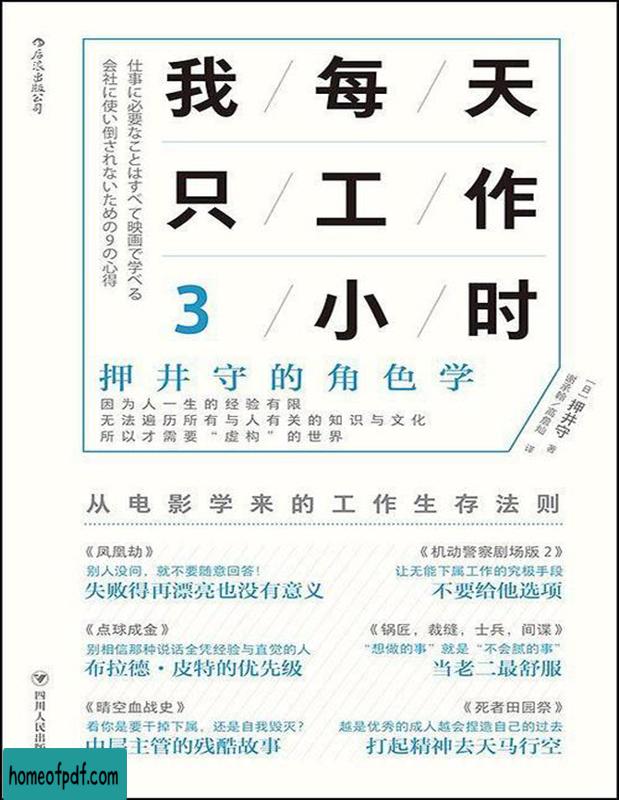 后浪出版公司
仕事に必要なことはすべて映画で学べる
会社に使い倒されないための9の心得
我/每/天
只/工/作
3/小/时
押井守的角色学
因为人一生的经验有限
无法遍历所有与人有关的知识与文化
所以才需要“虚构”的世界
[日]押井守 著
谢承翰/高詹灿 译
从电影学来的工作生存法则
《凤凰劫》
别人没问，就不要随意回答！
失败得再漂亮也没有意义
《机动警察剧场版2》
让无能下属工作的究极手段
不要给他选项
《点球成金》
别相信那种说话全凭经验与直觉的人
布拉德·皮特的优先级
《锅匠，裁缝，士兵，间谍》
“想做的事”就是“不会腻的事”
当老二最舒服
《晴空血战史》
看你是要干掉下属，还是自我毁灭？
中层主管的残酷故事
《死者田园祭》
越是优秀的成人越会捏造自己的过去
打起精神去天马行空
四川人民出版
homeofpdf.com